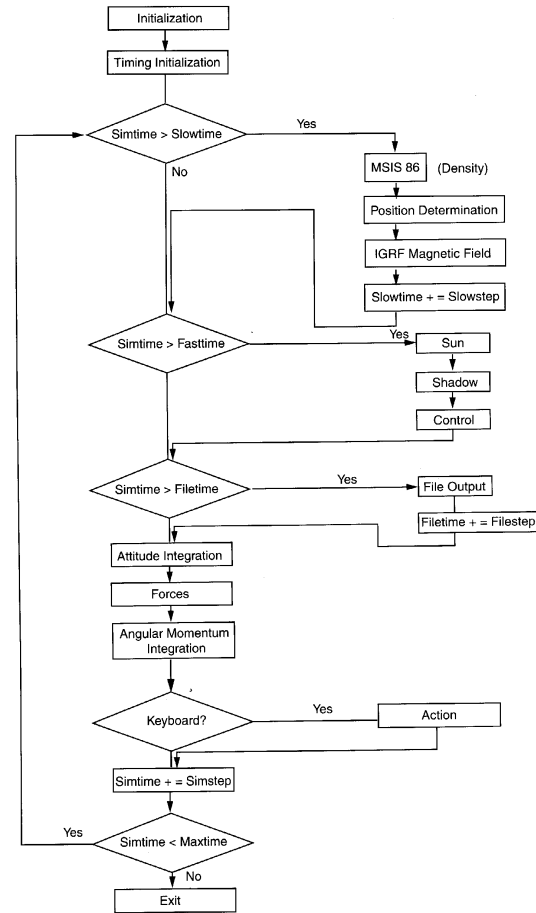 Initialization
Timing Initialization
Simtime > Slowtime
Yes
No
MSIS 86 (Density)
Position Determination
IGRF Magnetic Field
Slowtime + = Slowstep
Simtime > Fasttime
Yes
Sun
Shadow
Control
Simtime > Filetime
Yes
File Output
Filetime + = Filestep
Attitude Integration
Forces
Angular Momentum
Integration
Keyboard?
Yes
Action
Simtime + = Simstep
Yes
Simtime < Maxtime
No
Exit